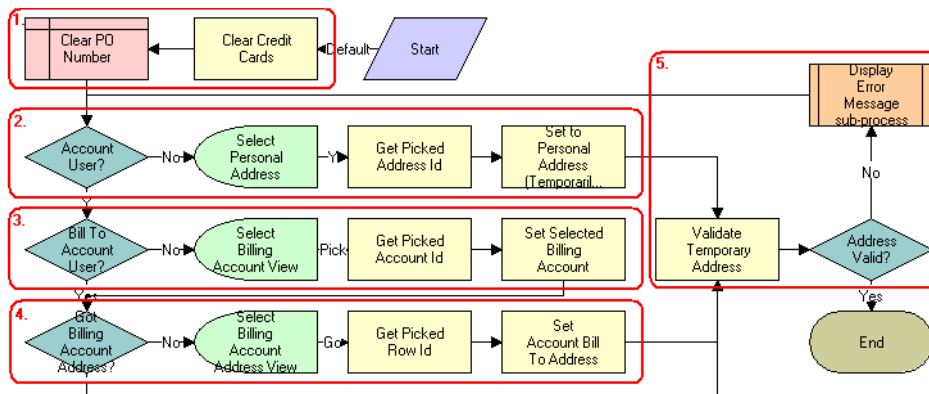 1.
Clear PO
Number
Clear Credit
Cards
Default
Start
5.
Display
Error
Message
sub-process
2.
Account
User?
No
Select
Personal
Address
Y
Get Picked
Address Id
Set to
Personal
Address
(Temporaril...
No
Y
3.
Bill To
Account
User?
No
Select
Billing
Account View
Pick
Get Picked
Account Id
Set Selected
Billing
Account
Validate
Temporary
Address
Address
Valid?
Yes
Yes
4.
Got
Billing
Account
Address?
No
Select
Billing
Account
Address View
Go
Get Picked
Row Id
Set
Account Bill
To Address
End